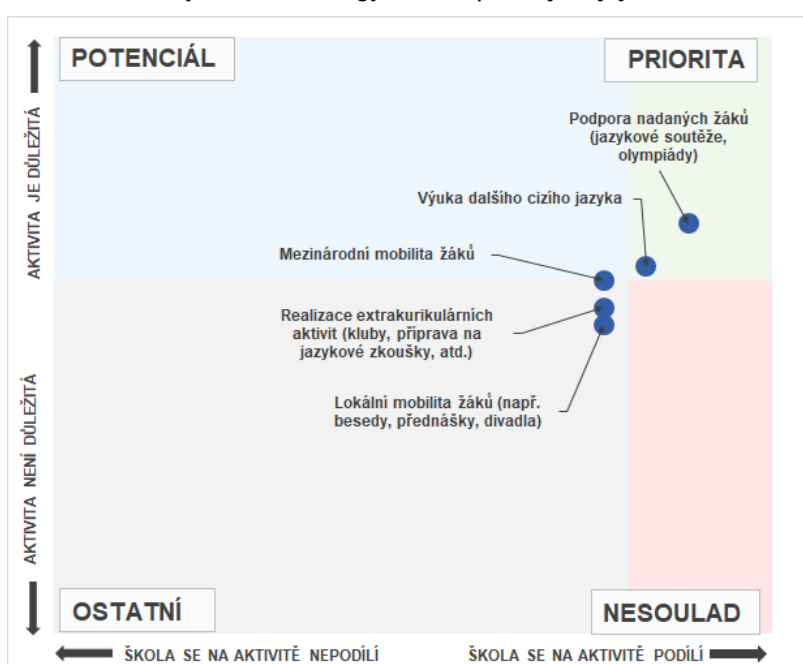 POTENCIÁL
PRIORITA
Podpora nadaných žáků
(jazykové soutěže,
olympiády)
Výuka dalšího cizího jazyka
Mezinárodní mobilita žáků
Realizace extrakurikulárních
aktivit (kluby, příprava na
jazykové zkoušky, atd.)
Lokální mobilita žáků (např.
besedy, přednášky, divadla)
AKTIVITA JE DŮLEŽITÁ
AKTIVITA NENÍ DŮLEŽITÁ
OSTATNÍ
NESOULAD
ŠKOLA SE NA AKTIVITĚ NEPODÍLÍ
ŠKOLA SE NA AKTIVITĚ PODÍLÍ